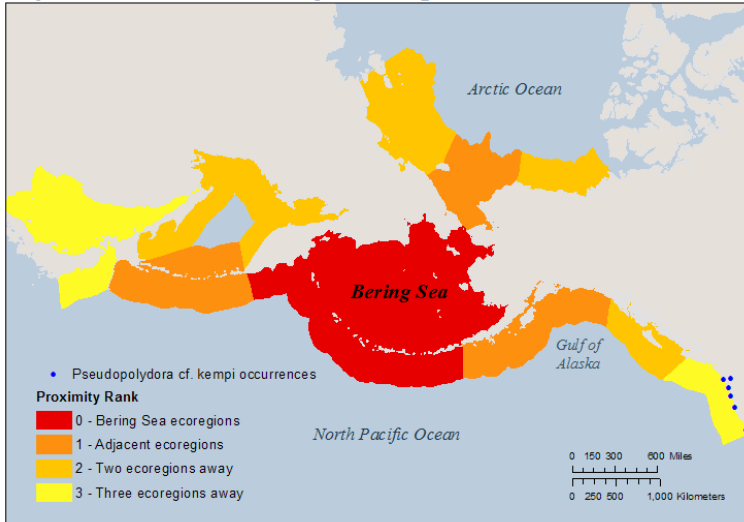 Arctic Ocean
Bering Sea
Gulf of
Alaska
North Pacific Ocean
Pseudopolydora cf. kempi occurrences
Proximity Rank
0 - Bering Sea ecoregions
1 - Adjacent ecoregions
2 - Two ecoregions away
3 - Three ecoregions away
0 150 300 600 Miles
0 250 500 1,000 Kilometers